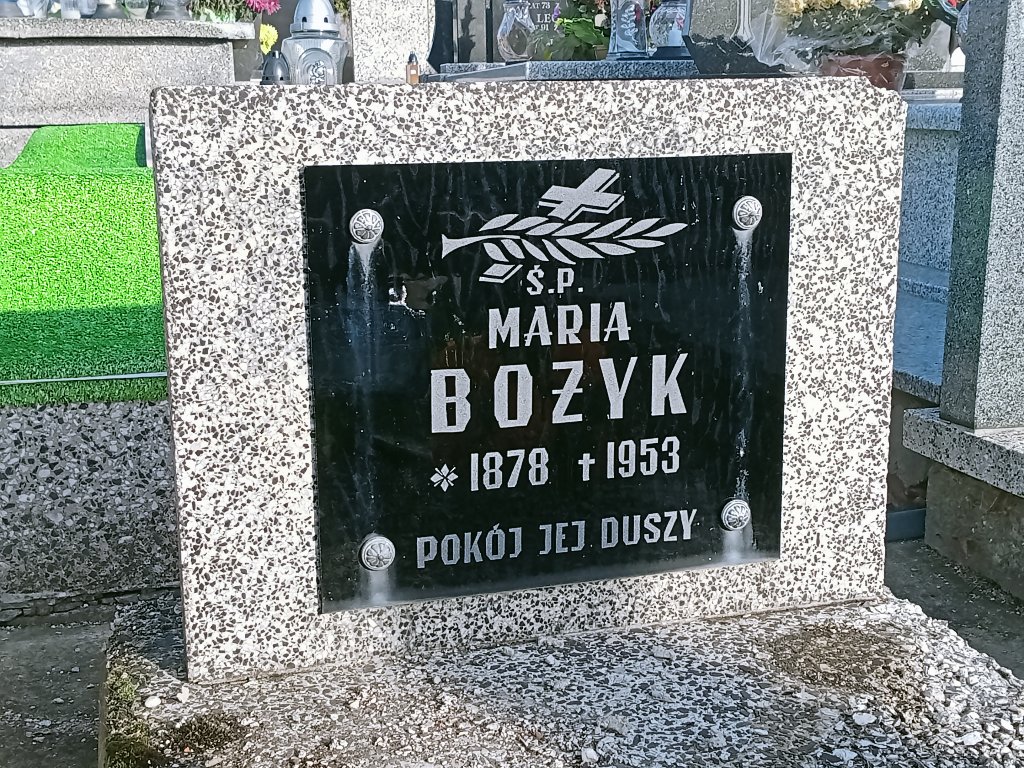 Ś.P.
MARIA
BOŻYK
1878 † 1953
POKÓJ JEJ DUSZY